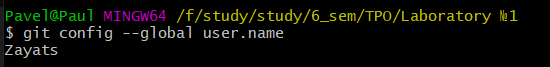 Pavel@Paul MINGW64 /f/study/study/6_sem/TPO/Laboratory №1
$ git config --global user.name
Zayats